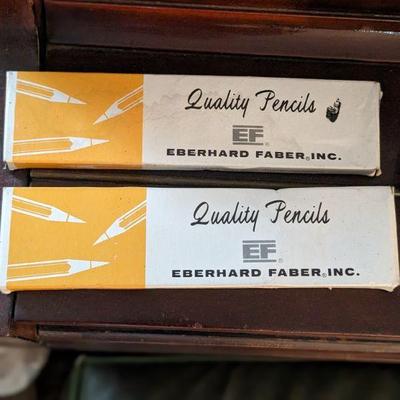 Quality Pencils
EF®
EBERHARD FABER®, INC.
Quality Pencils
EF®
EBERHARD FABER®, INC.